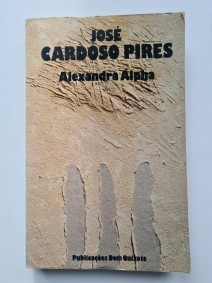 JOSÉ
CARDOSO PIRES
Alexandra Alpha
Publicações Dom Quixote